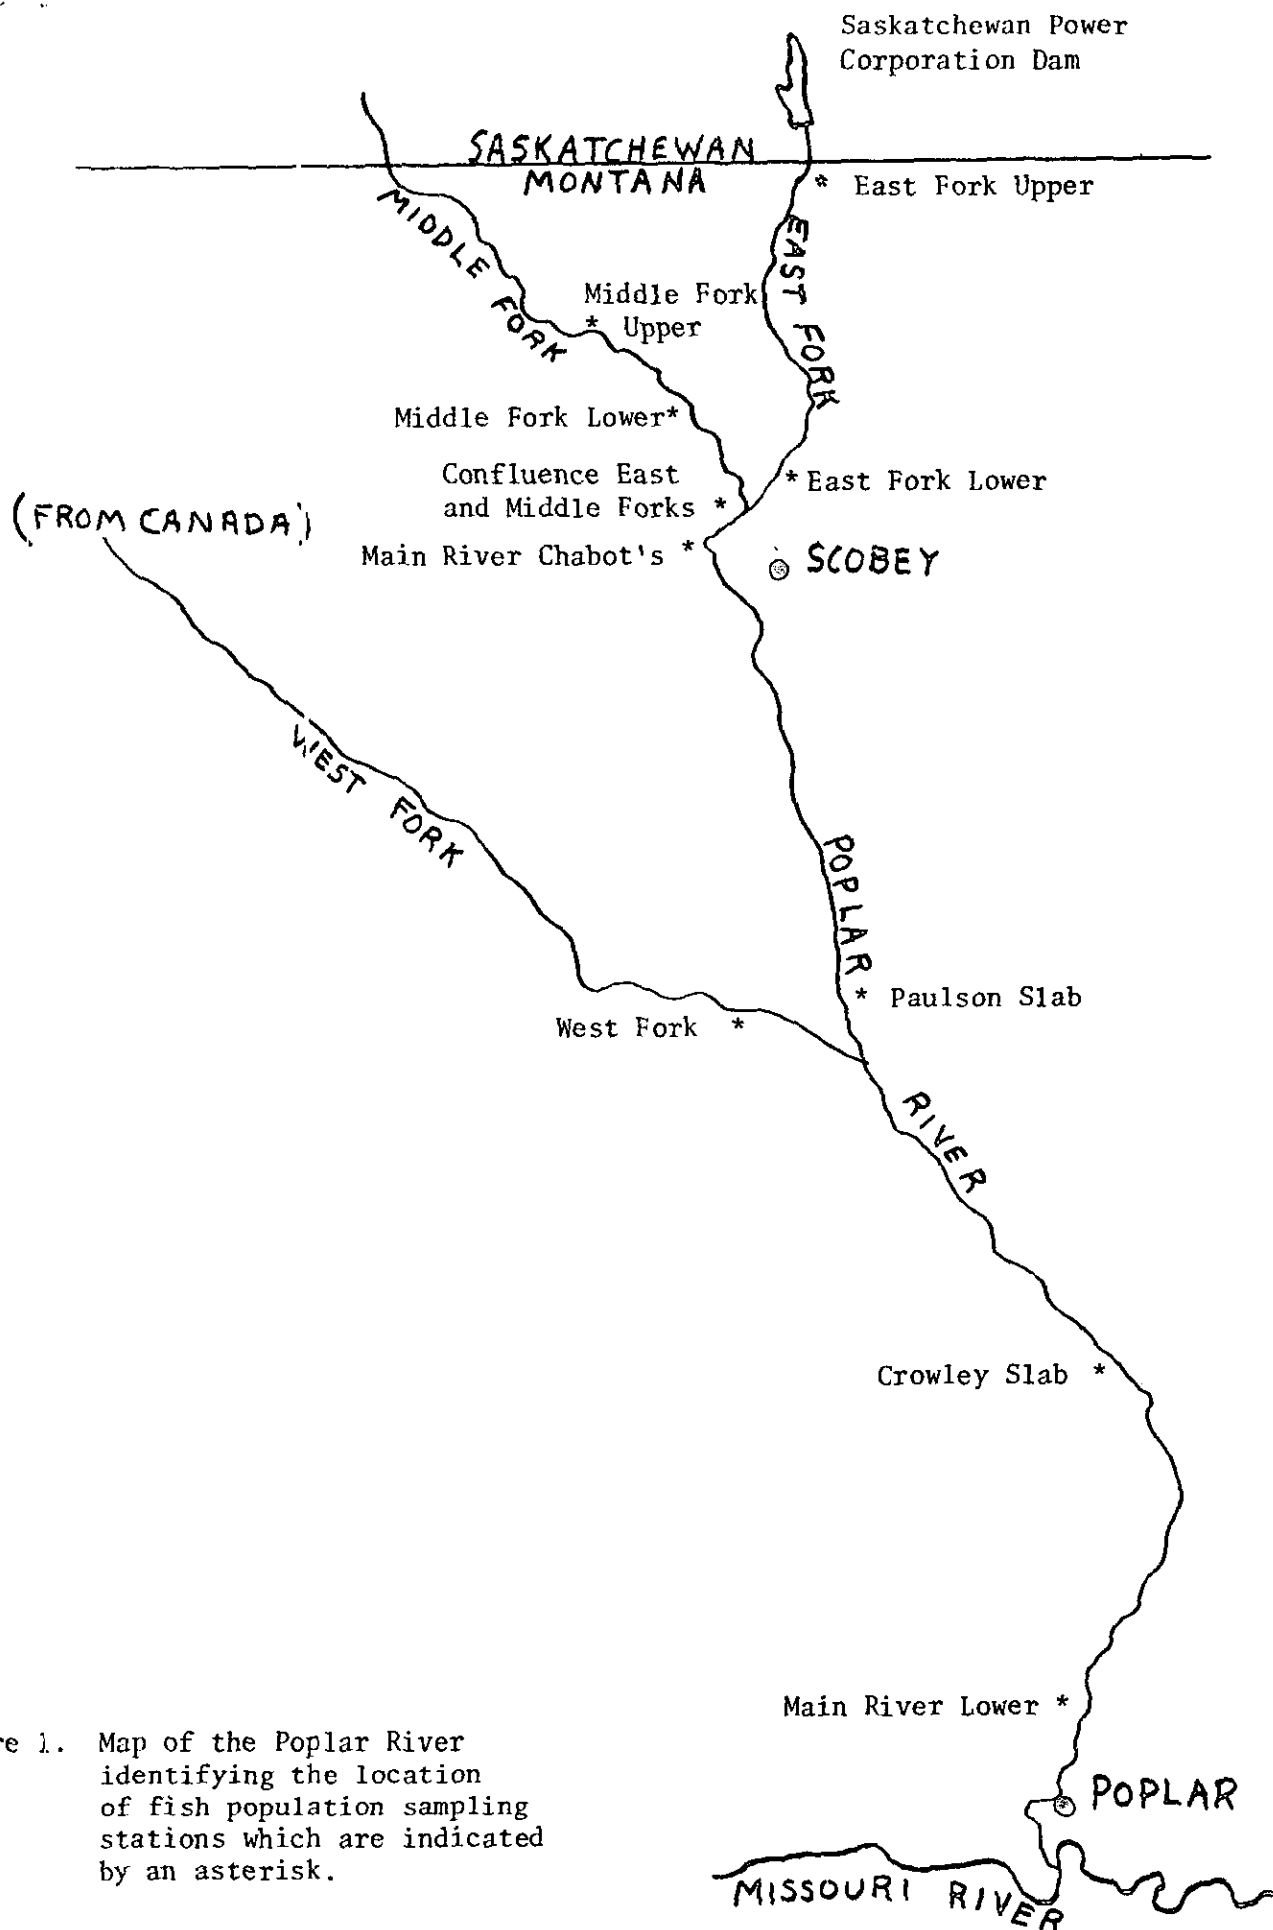 Saskatchewan Power
Corporation Dam
SASKATCHEWAN
MONTANA
* East Fork Upper
MIDDLE FORK
EAST FORK
Middle Fork
* Upper
Middle Fork Lower*
Confluence East
and Middle Forks *
* East Fork Lower
(FROM CANADA)
Main River Chabot's *
SCOBEY
WEST FORK
POPLAR
* Paulson Slab
West Fork *
RIVER
Crowley Slab *
Main River Lower *
re 1. Map of the Poplar River
identifying the location
of fish population sampling
stations which are indicated
by an asterisk.
POPLAR
MISSOURI RIVER